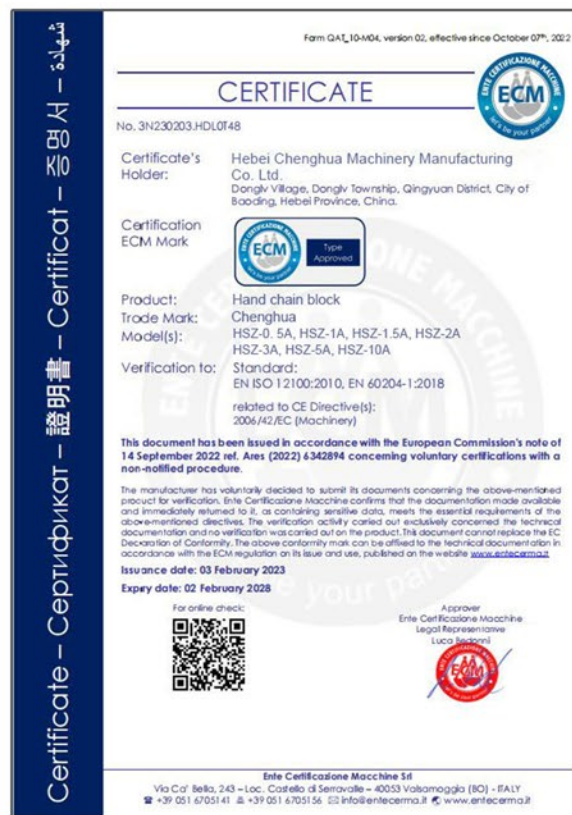 Form QAT_10-M04, version 02, effective since October 07th, 2022
CERTIFICATE
ENTE CERTIFICAZIONE MACCHINE
ECM
let's be your partner
No. 3N230203.HDL0T48
Certificate's Holder:
Hebei Chenghua Machinery Manufacturing
Co. Ltd.
Donglv Village, Donglv Township, Qingyuan District, City of
Baoding, Hebei Province, China.
Certification
ECM Mark
ECM
Type
Approved
Product: Hand chain block
Trade Mark: Chenghua
Model(s): HSZ-0. 5A, HSZ-1A, HSZ-1.5A, HSZ-2A
HSZ-3A, HSZ-5A, HSZ-10A
Verification to: Standard:
EN ISO 12100:2010, EN 60204-1:2018
related to CE Directive(s):
2006/42/EC (Machinery)
This document has been issued in accordance with the European Commission's note of
14 September 2022 ref. Ares (2022) 6342894 concerning voluntary certifications with a
non-notified procedure.
The manufacturer has voluntarily decided to submit its documents concerning the above-mentioned
product for verification. Ente Certificazione Macchine confirms that the documentation made available
and immediately returned to it, as containing sensitive data, meets the essential requirements of the
above-mentioned directives. The verification activity carried out exclusively concerned the technical
documentation and no verification was carried out on the product. This document cannot replace the EC
Declaration of Conformity. The above conformity mark can be affixed to the technical documentation in
accordance with the ECM regulation on its issue and use, published on the website www.entecerma.it
Issuance date: 03 February 2023
Expiry date: 02 February 2028
For online check:
Approver
Ente Certificazione Macchine
Legal Representative
Luca Bedonni
ECM
Ente Certificazione Macchine Srl
Via Ca' Bella, 243 – Loc. Castello di Serravalle – 40053 Valsamoggia (BO) - ITALY
+39 051 6705141 +39 051 6705156 info@entecerma.it www.entecerma.it
Certificate – Сертификат – 證明書 – Certificat – 증명서 – شهادة